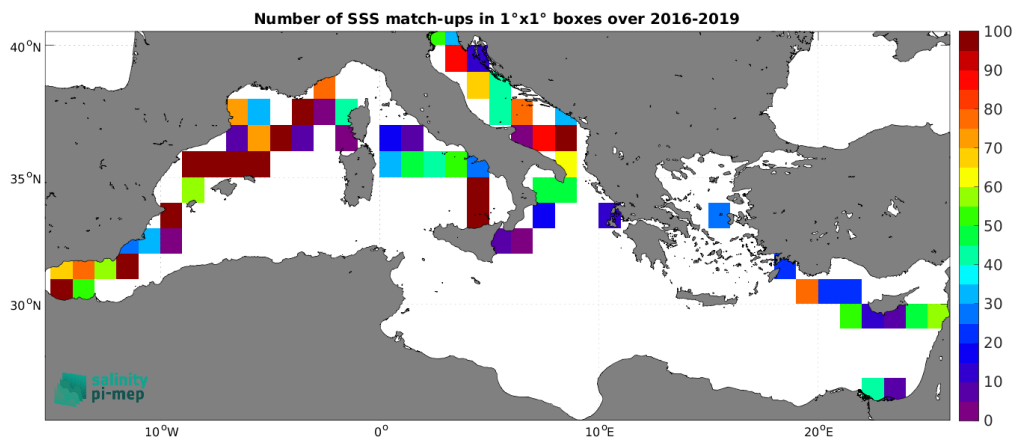 Number of SSS match-ups in 1°x1° boxes over 2016-2019
40°N
35°N
30°N
10°W
0°
10°E
20°E
100
90
80
70
60
50
40
30
20
10
0
salinity
pi-mep